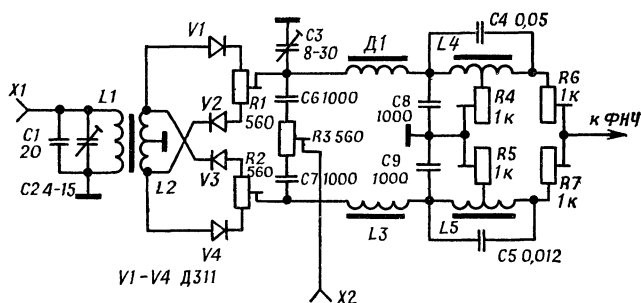 C4 0,05
V1
C3
8-30
Д1
L4
X1
R6
1к
L1
V2
R1
560
C6 1000
C8
1000
R4
1к
к ФНЧ
C1
20
R3 560
R2
560
V3
C9
1000
R5
1к
R7
1к
L2
C7 1000
C2 4-15
V4
L3
L5
C5 0,012
V1-V4 Д311
X2